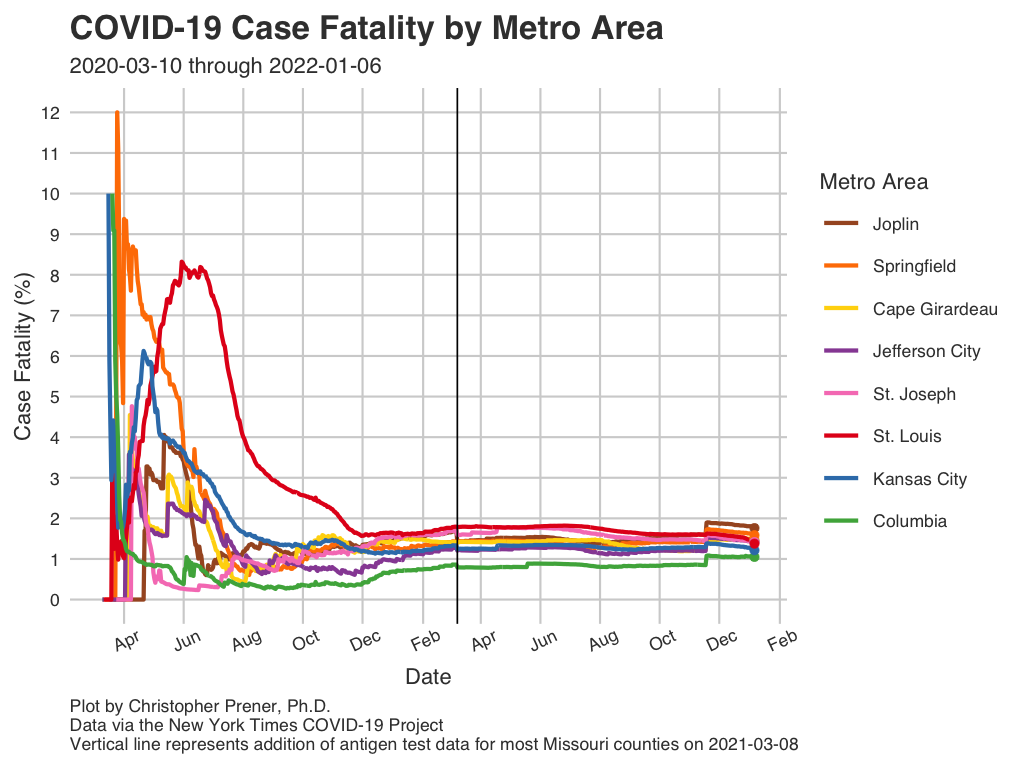 COVID-19 Case Fatality by Metro Area
2020-03-10 through 2022-01-06
Case Fatality (%)
12
11
10
9
8
7
6
5
4
3
2
1
0
Apr Jun Aug Oct Dec Feb Apr Jun Aug Oct Dec Feb
Date
Metro Area
Joplin
Springfield
Cape Girardeau
Jefferson City
St. Joseph
St. Louis
Kansas City
Columbia
Plot by Christopher Prener, Ph.D.
Data via the New York Times COVID-19 Project
Vertical line represents addition of antigen test data for most Missouri counties on 2021-03-08